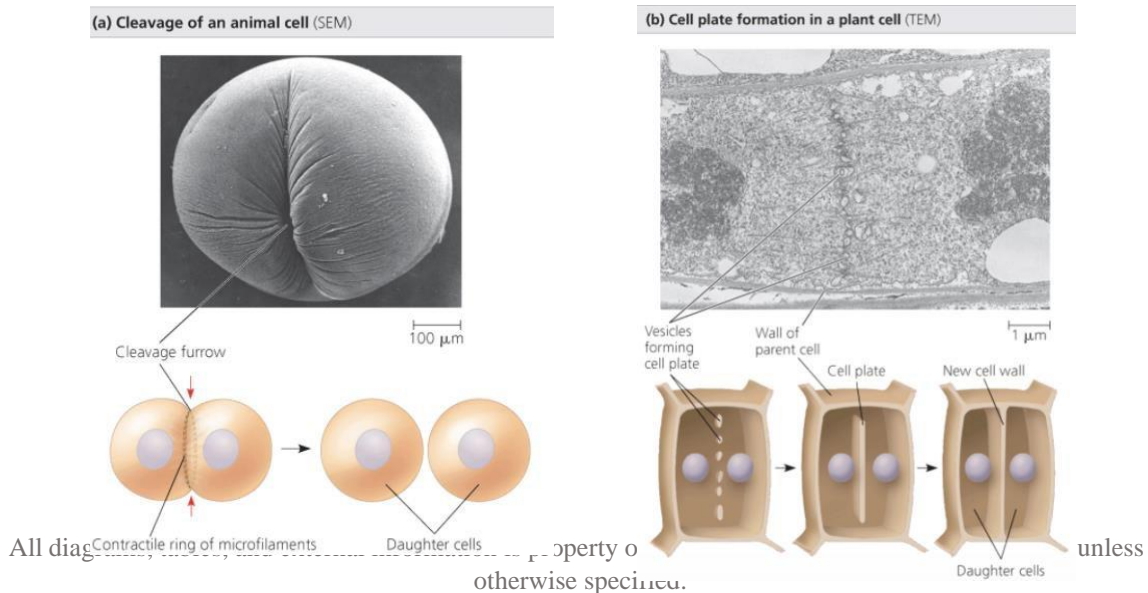 (a) Cleavage of an animal cell (SEM)
100 μm
Cleavage furrow
Contractile ring of microfilaments
Daughter cells
(b) Cell plate formation in a plant cell (TEM)
Vesicles
forming
cell plate
Wall of
parent cell
1 μm
Cell plate
New cell wall
Daughter cells
All property unless
otherwise specified.